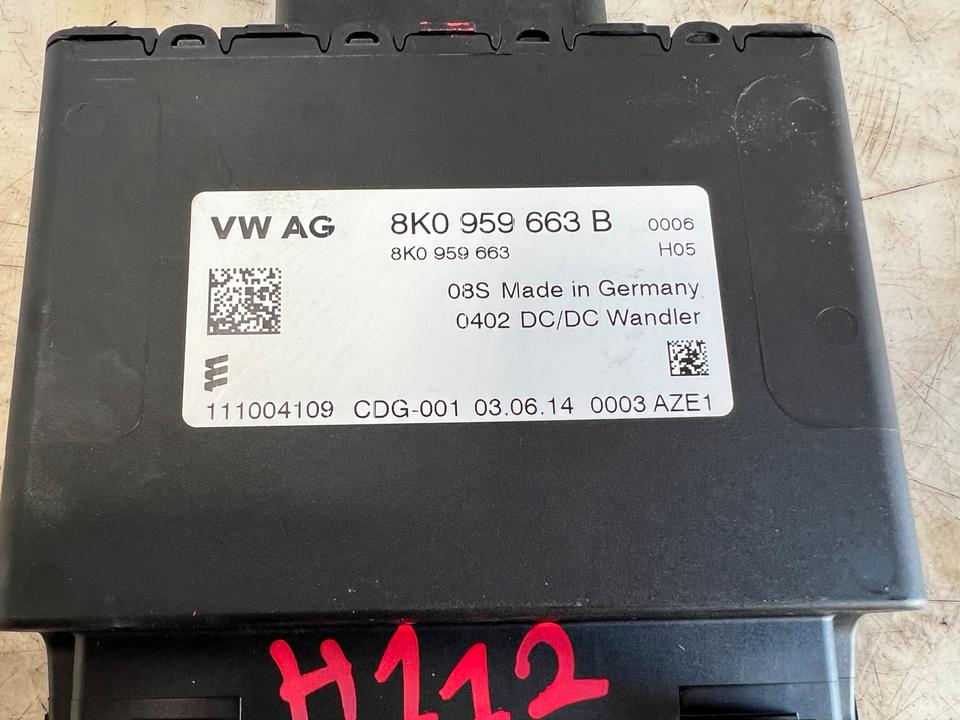 VW AG 8K0 959 663 B 0006
8K0 959 663 H05
08S Made in Germany
0402 DC/DC Wandler
111004109 CDG-001 03.06.14 0003 AZE1
H112